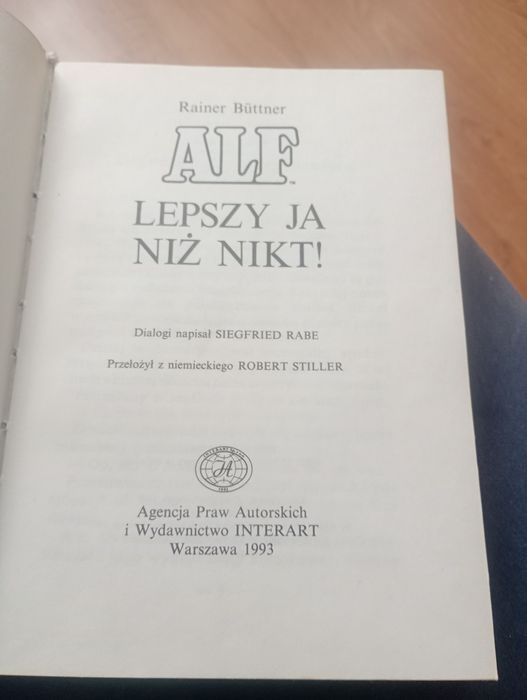 Rainer Büttner
ALF
™
LEPSZY JA
NIŻ NIKT!
Dialogi napisał SIEGFRIED RABE
Przełożył z niemieckiego ROBERT STILLER
Agencja Praw Autorskich
i Wydawnictwo INTERART
Warszawa 1993